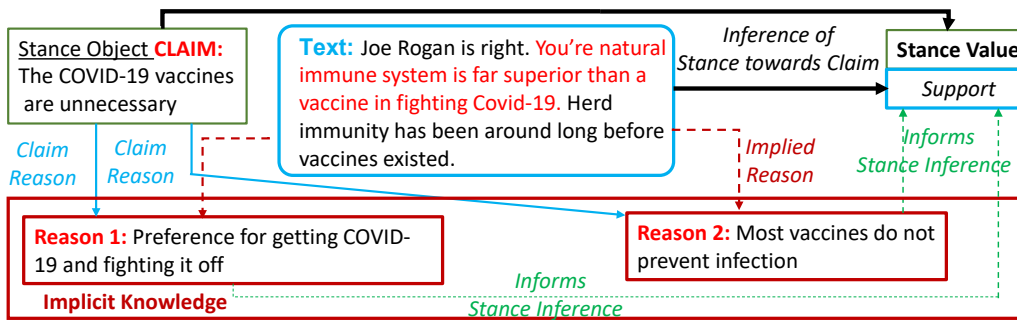 Stance Object CLAIM:
The COVID-19 vaccines
are unnecessary
Text: Joe Rogan is right. You're natural
immune system is far superior than a
vaccine in fighting Covid-19. Herd
immunity has been around long before
vaccines existed.
Inference of
Stance towards Claim
Stance Value
Support
Claim
Reason
Claim
Reason
Implied
Reason
Informs
Stance Inference
Reason 1: Preference for getting COVID-
19 and fighting it off
Reason 2: Most vaccines do not
prevent infection
Informs
Stance Inference
Implicit Knowledge